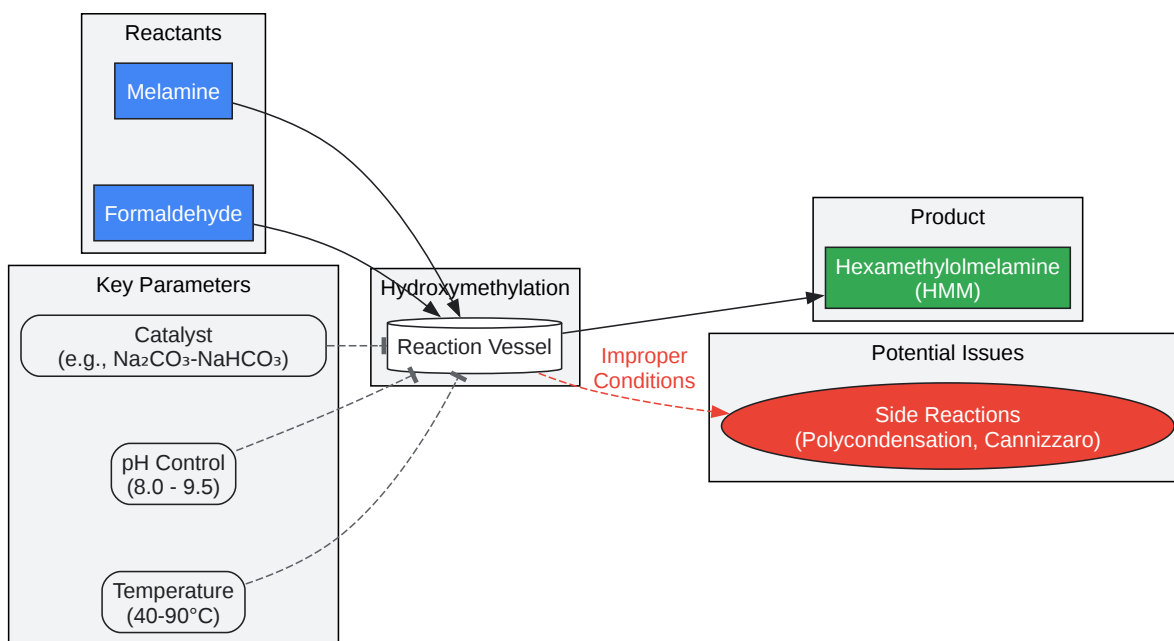 Reactants
Melamine
Formaldehyde
Key Parameters
Catalyst
(e.g., Na₂CO₃-NaHCO₃)
pH Control
(8.0 - 9.5)
Temperature
(40-90°C)
Hydroxymethylation
Reaction Vessel
Improper
Conditions
Product
Hexamethylolmelamine
(HMM)
Potential Issues
Side Reactions
(Polycondensation, Cannizzaro)